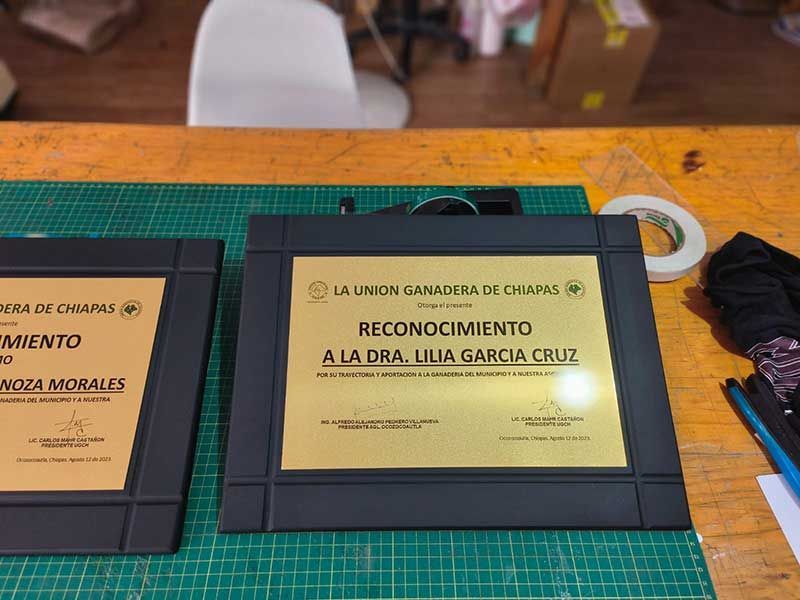 DERA DE CHIAPAS
MIENTO
MO
NOZA MORALES
GANADERIA DEL MUNICIPIO Y A NUESTRA
LIC. CARLOS MAHR CASTAÑON
PRESIDENTE UGCH
Ocozocoautla, Chiapas, Agosto 12 de 2023.
LA UNION GANADERA DE CHIAPAS
Otorga el presente
RECONOCIMIENTO
A LA DRA. LILIA GARCIA CRUZ
POR SU TRAYECTORIA Y APORTACION A LA GANADERIA DEL MUNICIPIO Y A NUESTRA
ING. ALFREDO ALEJANDRO PEDRERO VILLANUEVA
PRESIDENTE AGL. OCOZOCOAUTLA
LIC. CARLOS MAHR CASTAÑON
PRESIDENTE UGCH
Ocozocoautla, Chiapas, Agosto 12 de 2023.